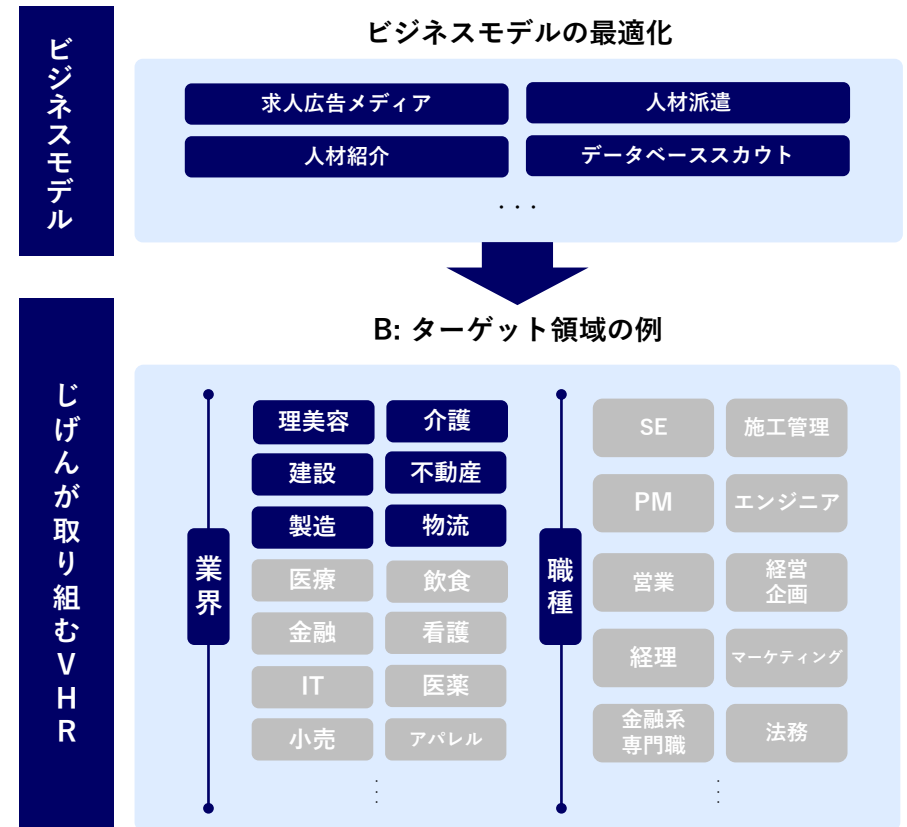 ビジネスモデル
ビジネスモデルの最適化
求人広告メディア
人材派遣
人材紹介
データベーススカウト
・・・
じげんが取り組むVHR
B: ターゲット領域の例
業界
理美容
介護
建設
不動産
製造
物流
医療
飲食
金融
看護
IT
医薬
小売
アパレル
職種
SE
施工管理
PM
エンジニア
営業
経営
企画
経理
マーケティング
金融系
専門職
法務